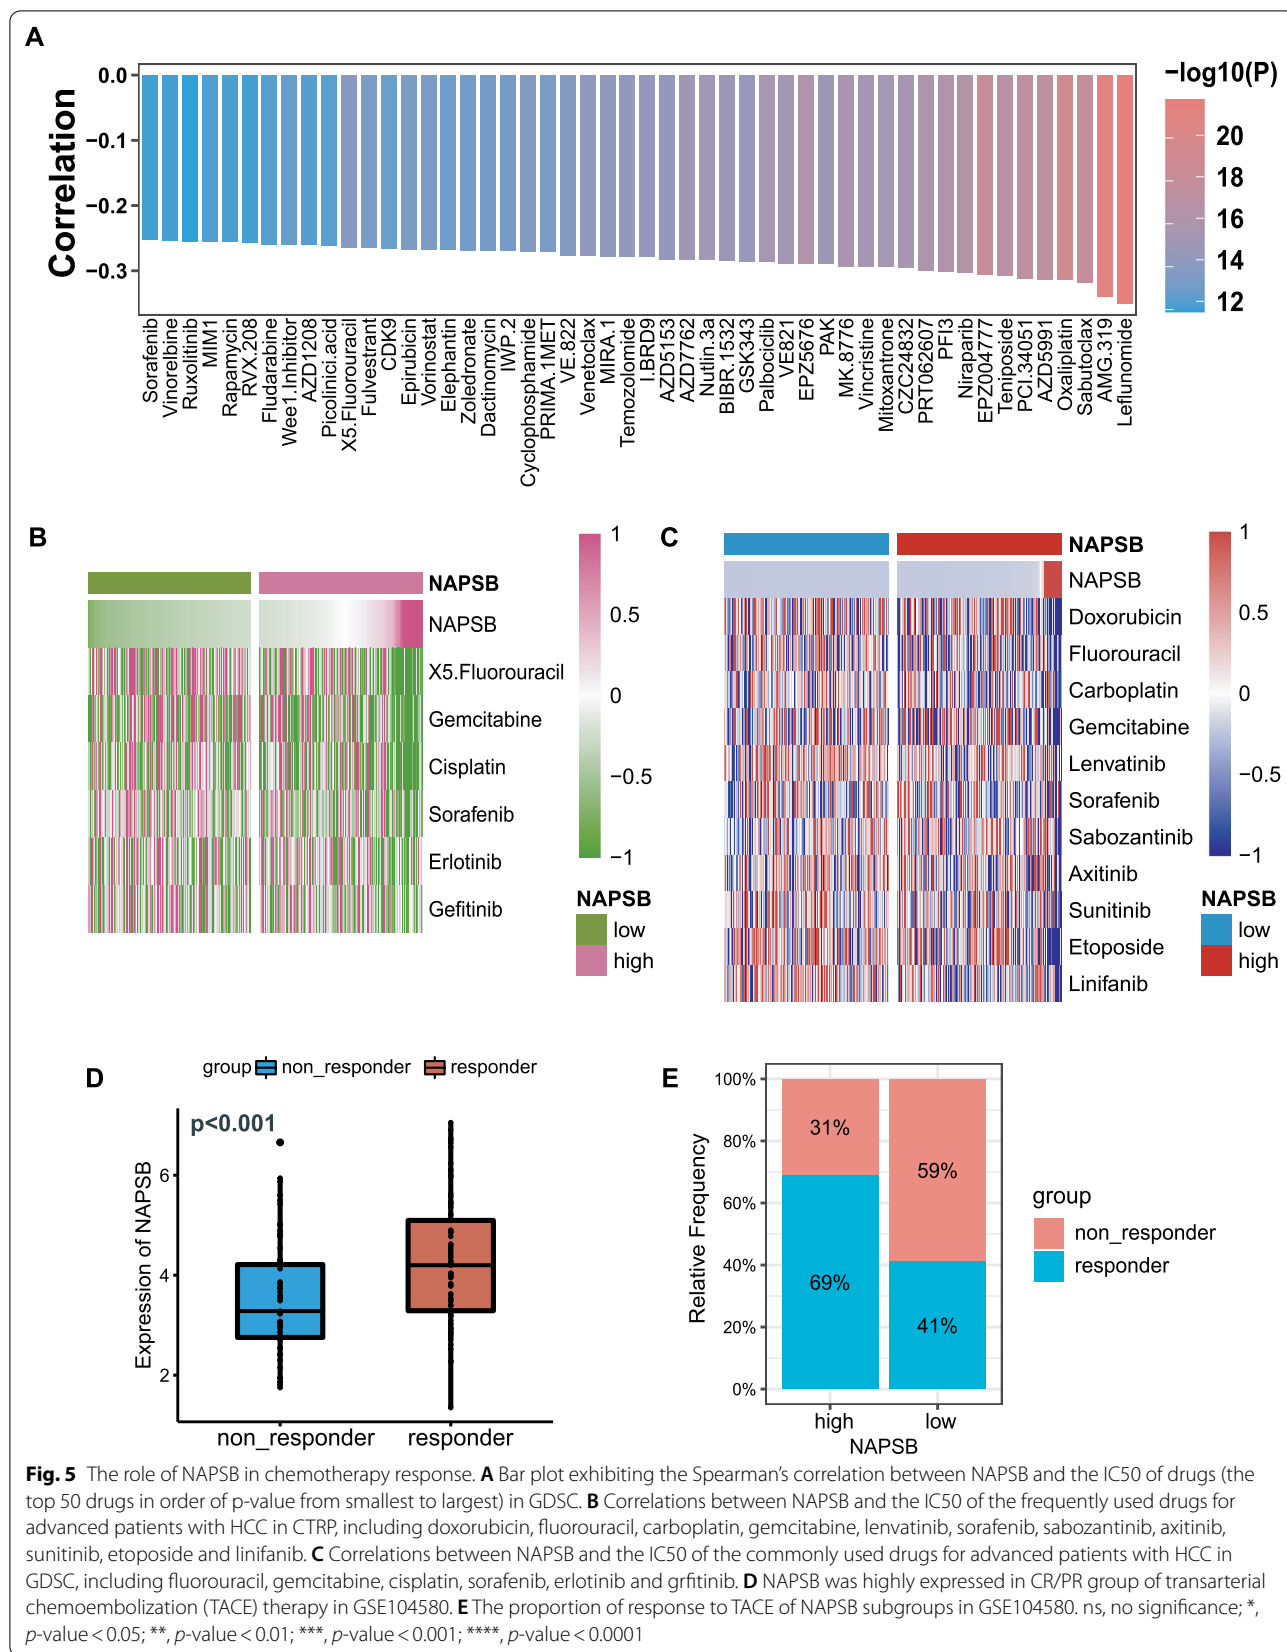 A
Correlation
0.0
−0.1
−0.2
−0.3
Sorafenib
Vinorelbine
Ruxolitinib
MIM1
Rapamycin
RVX.208
Fludarabine
Wee1.Inhibitor
AZD1208
Picolinici.acid
X5.Fluorouracil
Fulvestrant
CDK9
Epirubicin
Vorinostat
Elephantin
Zoledronate
Dactinomycin
IWP.2
Cyclophosphamide
PRIMA.1MET
VE.822
Venetoclax
MIRA.1
Temozolomide
I.BRD9
AZD5153
AZD7762
Nutlin.3a
BIBR.1532
GSK343
Palbociclib
VE821
EPZ5676
PAK
MK.8776
Vincristine
Mitoxantrone
CZC24832
PRT062607
PFI3
Niraparib
EPZ004777
Teniposide
PCI.34051
AZD5991
Oxaliplatin
Sabutoclax
AMG.319
Leflunomide
−log10(P)
20
18
16
14
12
B
NAPSB
NAPSB
X5.Fluorouracil
Gemcitabine
Cisplatin
Sorafenib
Erlotinib
Gefitinib
1
0.5
0
−0.5
−1
NAPSB
low
high
C
NAPSB
NAPSB
Doxorubicin
Fluorouracil
Carboplatin
Gemcitabine
Lenvatinib
Sorafenib
Sabozantinib
Axitinib
Sunitinib
Etoposide
Linifanib
1
0.5
0
−0.5
−1
NAPSB
low
high
D
group non_responder responder
p<0.001
Expression of NAPSB
6
4
2
non_responder responder
E
Relative Frequency
100%
80%
60%
40%
20%
0%
31%
69%
59%
41%
high low
NAPSB
group
non_responder
responder
Fig. 5 The role of NAPSB in chemotherapy response. A Bar plot exhibiting the Spearman's correlation between NAPSB and the IC50 of drugs (the
top 50 drugs in order of p-value from smallest to largest) in GDSC. B Correlations between NAPSB and the IC50 of the frequently used drugs for
advanced patients with HCC in CTRP, including doxorubicin, fluorouracil, carboplatin, gemcitabine, lenvatinib, sorafenib, sabozantinib, axitinib,
sunitinib, etoposide and linifanib. C Correlations between NAPSB and the IC50 of the commonly used drugs for advanced patients with HCC in
GDSC, including fluorouracil, gemcitabine, cisplatin, sorafenib, erlotinib and grfitinib. D NAPSB was highly expressed in CR/PR group of transarterial
chemoembolization (TACE) therapy in GSE104580. E The proportion of response to TACE of NAPSB subgroups in GSE104580. ns, no significance; *,
p-value < 0.05; **, p-value < 0.01; ***, p-value < 0.001; ****, p-value < 0.0001